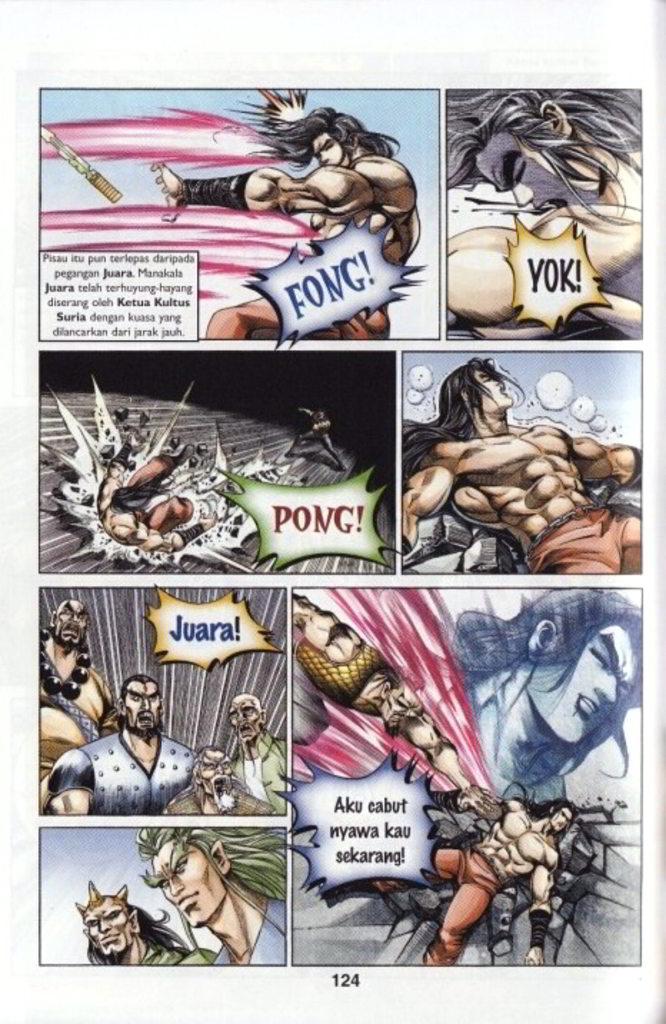 Pisau itu pun terlepas daripada
pegangan Juara. Manakala
Juara telah terhuyung-hayang
diserang oleh Ketua Kultus
Suria dengan kuasa yang
dilancarkan dari jarak jauh.
FONG!
YOK!
PONG!
Juara!
Aku cabut
nyawa kau
sekarang!
124